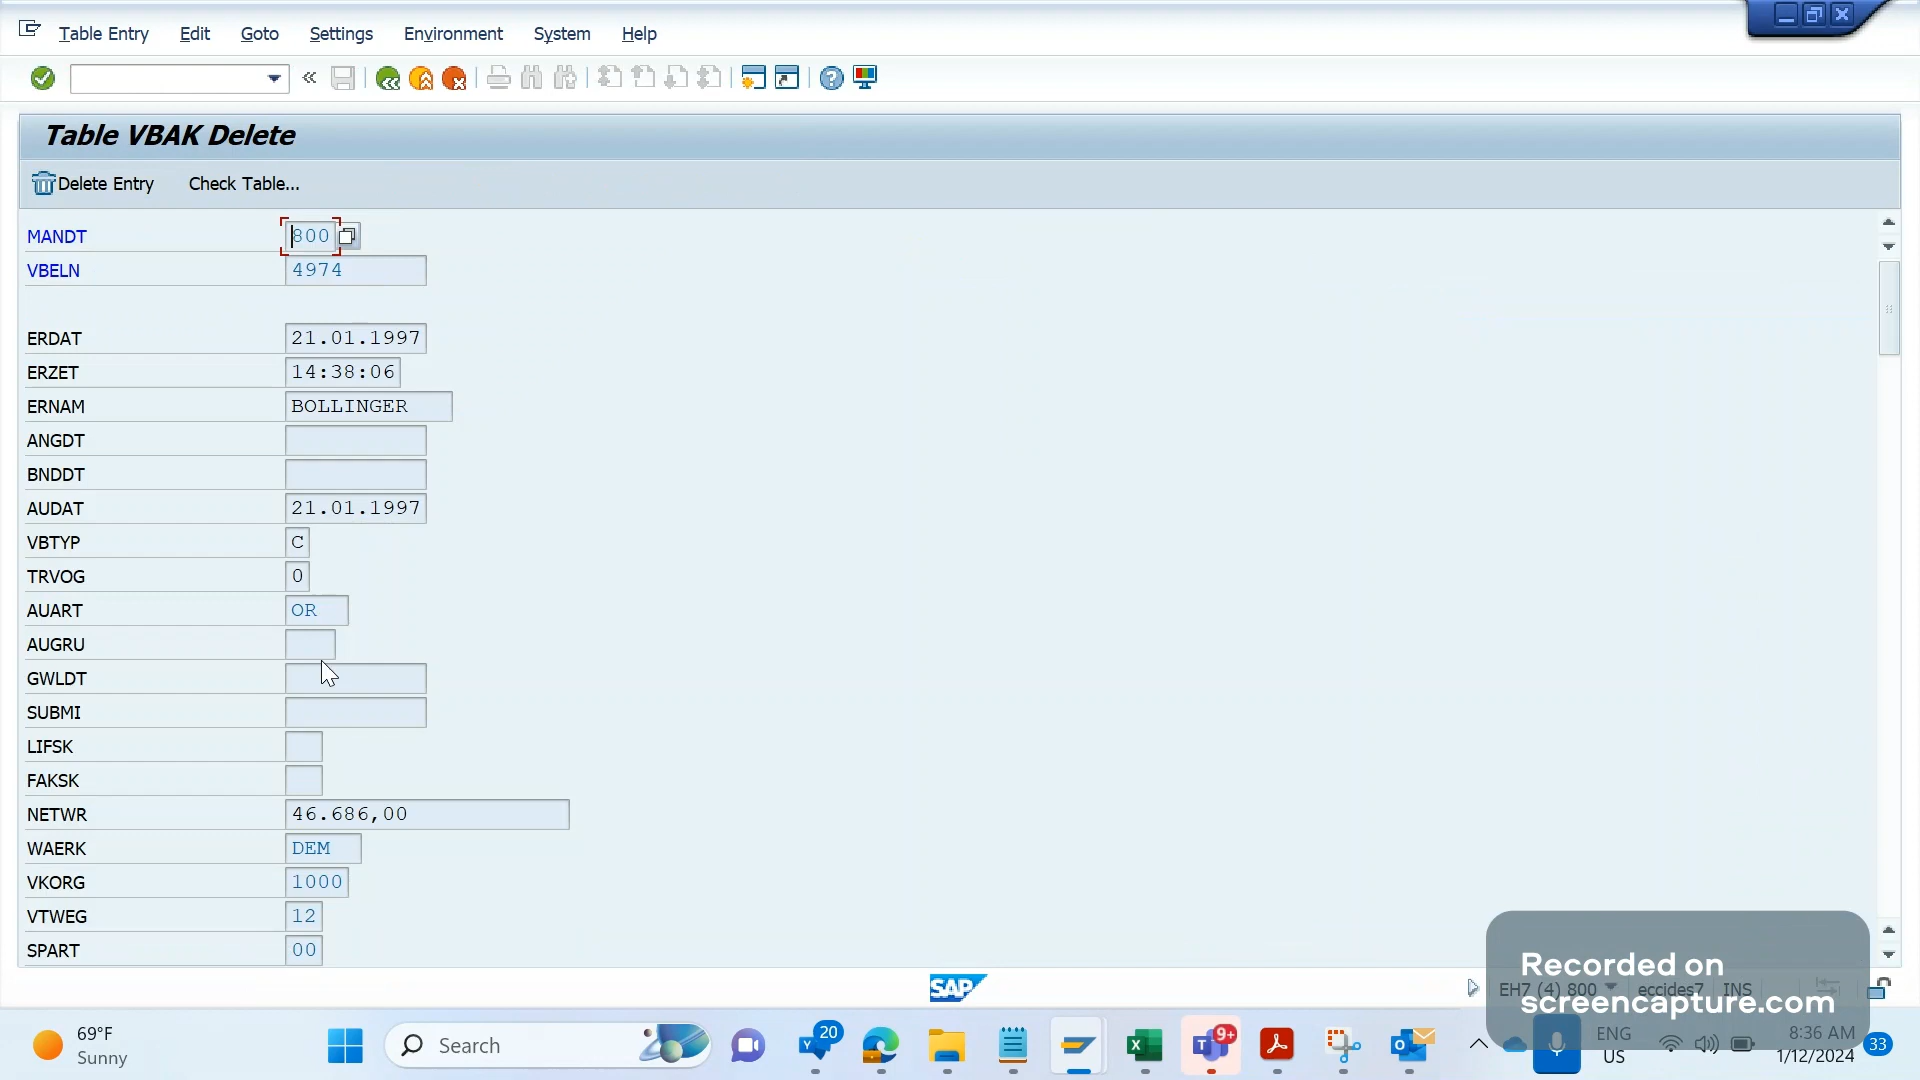 Table Entry Edit Goto Settings Environment System Help
Table VBAK Delete
Delete Entry Check Table...
MANDT 800
VBELN 4974
ERDAT 21.01.1997
ERZET 14:38:06
ERNAM BOLLINGER
ANGDT
BNDDT
AUDAT 21.01.1997
VBTYP C
TRVOG 0
AUART OR
AUGRU
GWLDT
SUBMI
LIFSK
FAKSK
NETWR 46.686,00
WAERK DEM
VKORG 1000
VTWEG 12
SPART 00
Recorded on
screencapture.com
SAP
EH7 (4) 800 eccides7 INS
69°F
Sunny
Search
20
9+
ENG
US
8:36 AM
1/12/2024
33